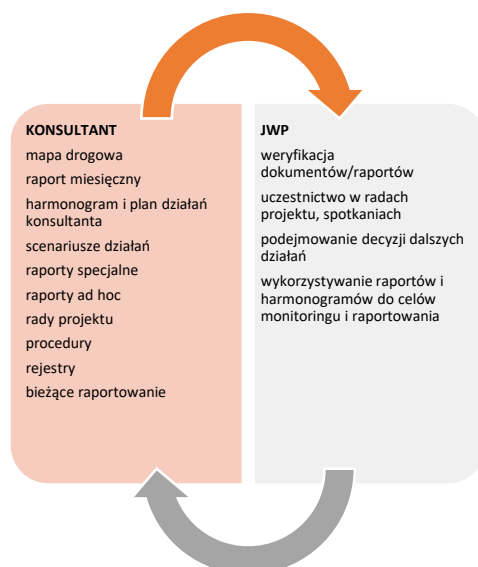 KONSULTANT
mapa drogowa
raport miesięczny
harmonogram i plan działań
konsultanta
scenariusze działań
raporty specjalne
raporty ad hoc
rady projektu
procedury
rejestry
bieżące raportowanie
JWP
weryfikacja
dokumentów/raportów
uczestnictwo w radach
projektu, spotkaniach
podejmowanie decyzji dalszych
działań
wykorzystywanie raportów i
harmonogramów do celów
monitoringu i raportowania